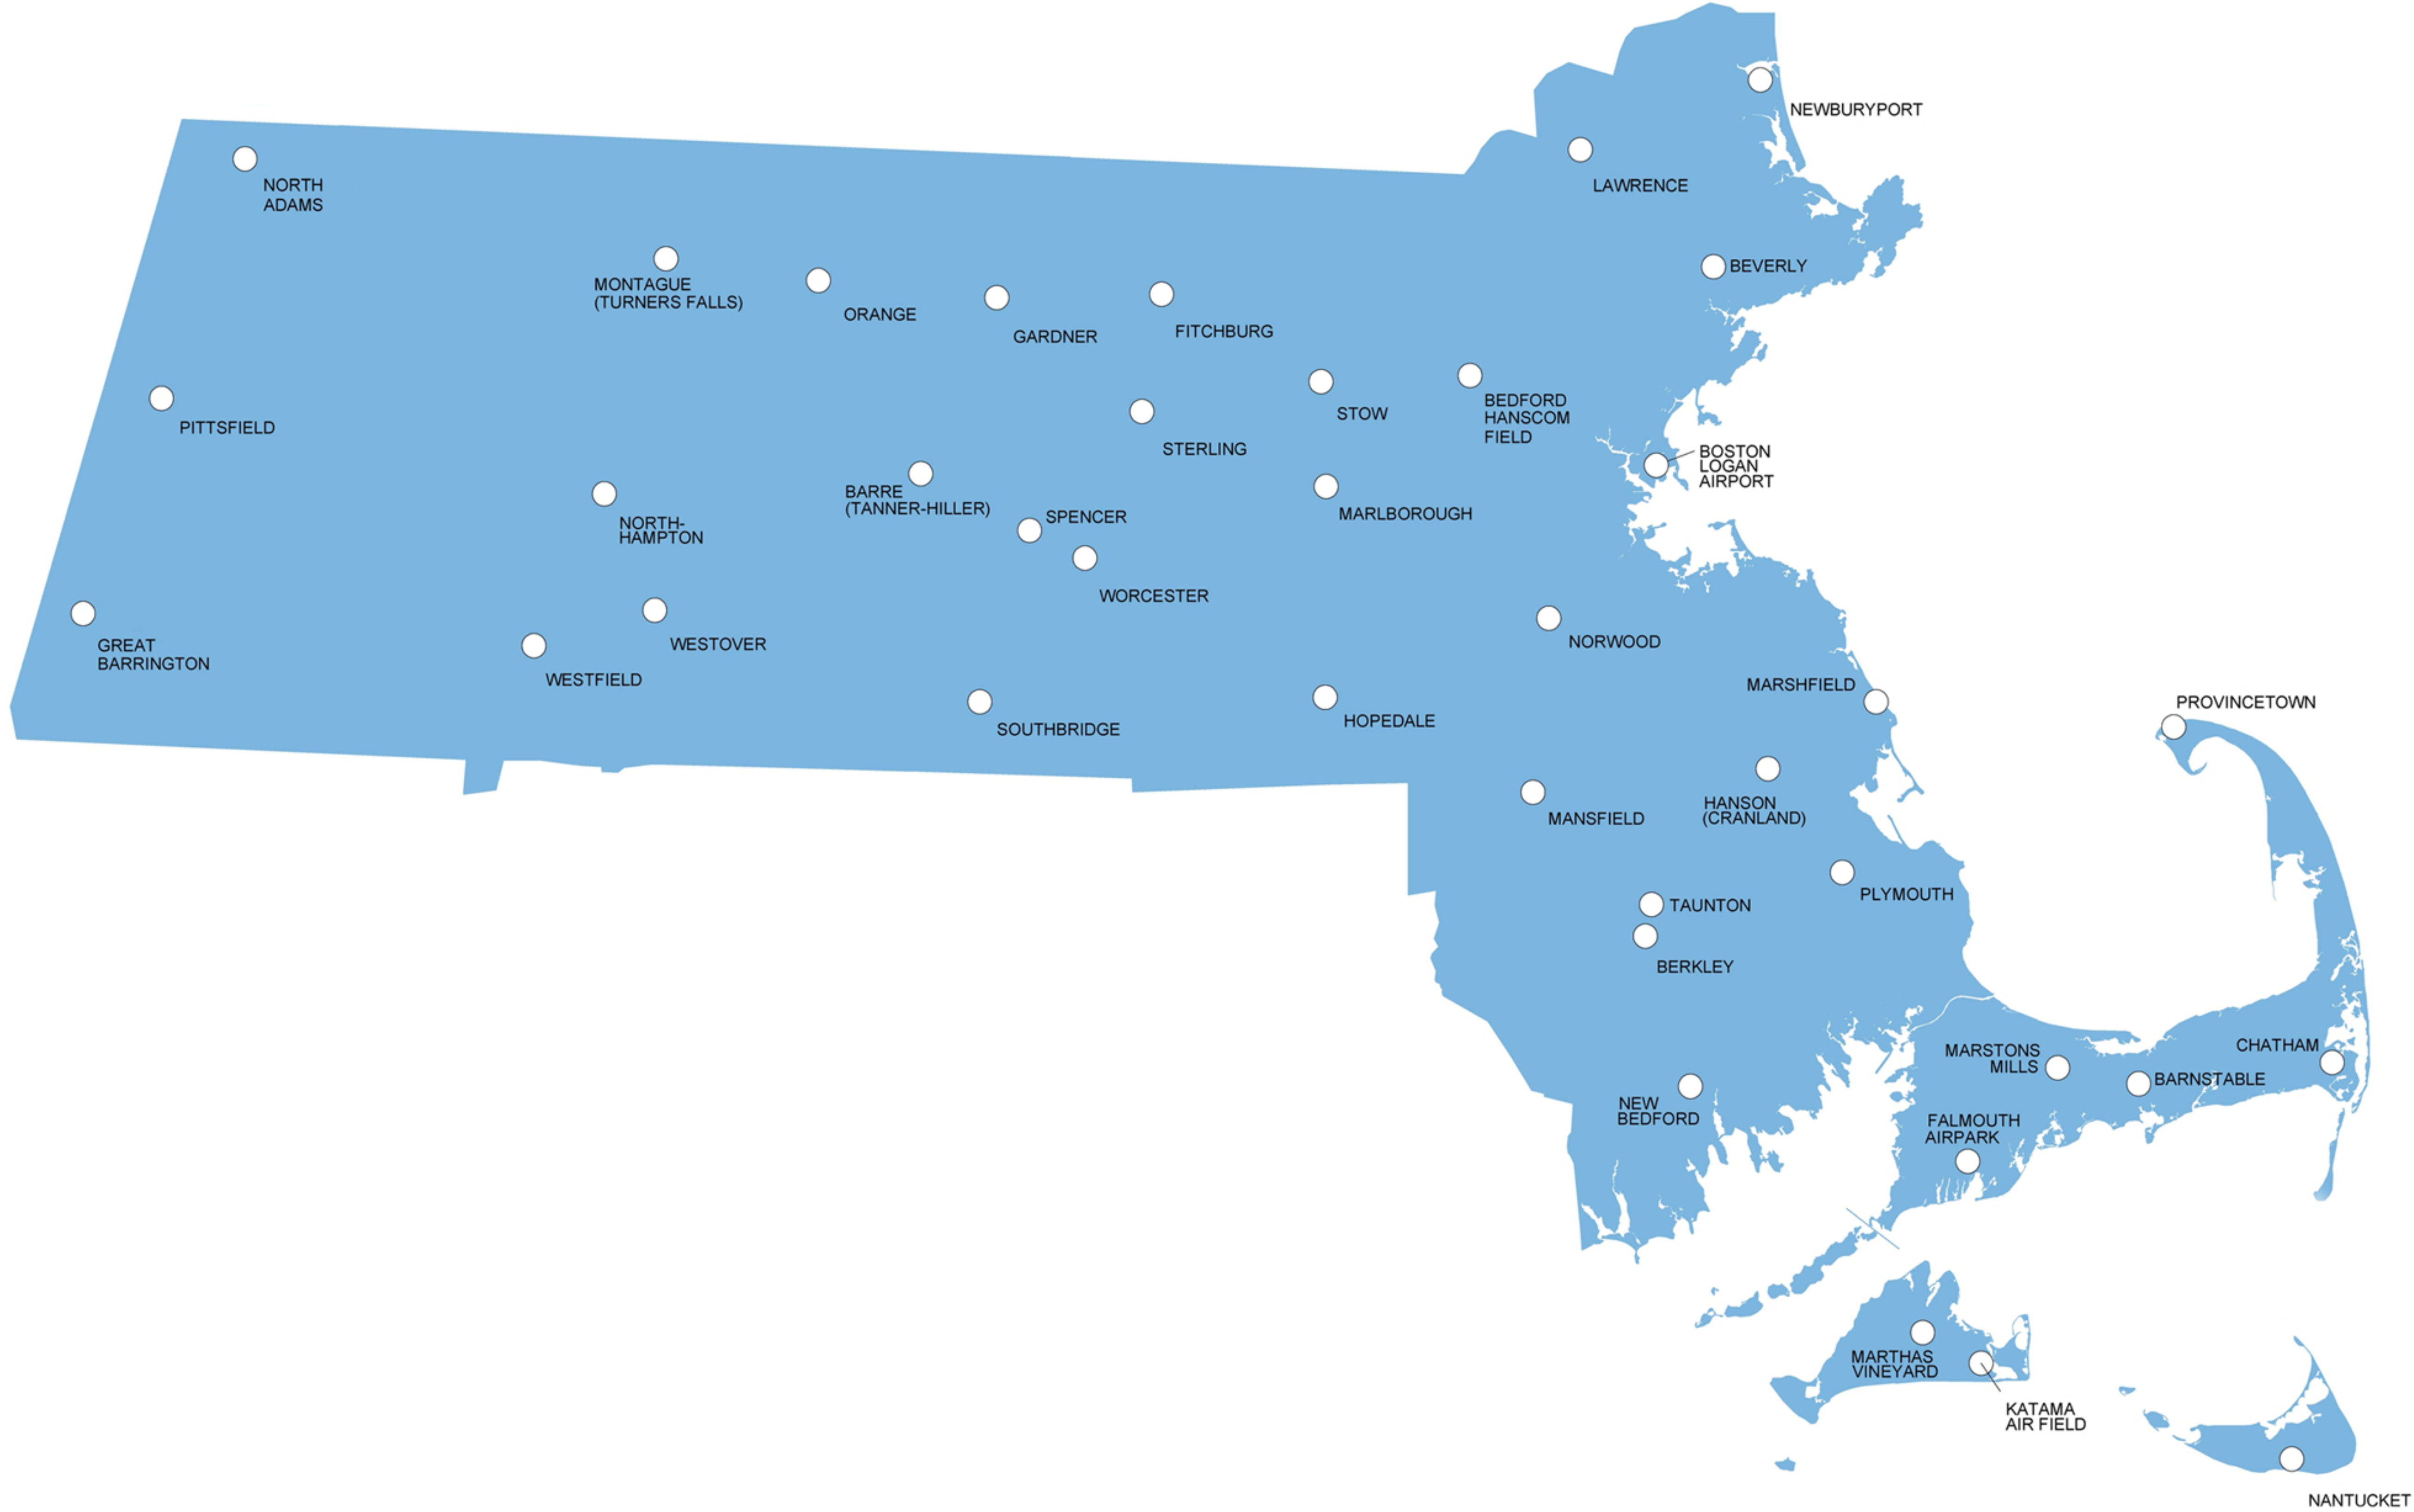 NEWBURYPORT
LAWRENCE
NORTH
ADAMS
BEVERLY
MONTAGUE
(TURNERS FALLS)
ORANGE
GARDNER
FITCHBURG
STOW
BEDFORD
HANSCOM
FIELD
PITTSFIELD
STERLING
BOSTON
LOGAN
AIRPORT
BARRE
(TANNER-HILLER)
SPENCER
MARLBOROUGH
NORTH-
HAMPTON
WORCESTER
NORWOOD
GREAT
BARRINGTON
WESTOVER
WESTFIELD
MARSHFIELD
PROVINCETOWN
SOUTHBRIDGE
HOPEDALE
HANSON
(CRANLAND)
MANSFIELD
PLYMOUTH
TAUNTON
BERKLEY
CHATHAM
MARSTONS
MILLS
BARNSTABLE
NEW
BEDFORD
FALMOUTH
AIRPARK
MARTHAS
VINEYARD
KATAMA
AIR FIELD
NANTUCKET